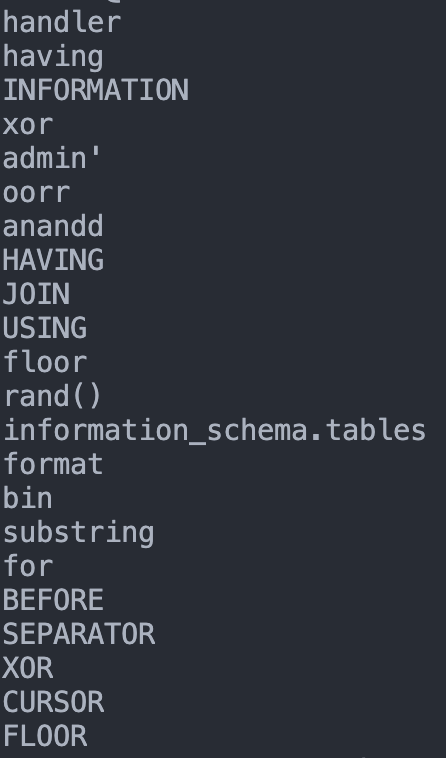 handler
having
INFORMATION
xor
admin'
oorr
anandd
HAVING
JOIN
USING
floor
rand()
information_schema.tables
format
bin
substring
for
BEFORE
SEPARATOR
XOR
CURSOR
FLOOR